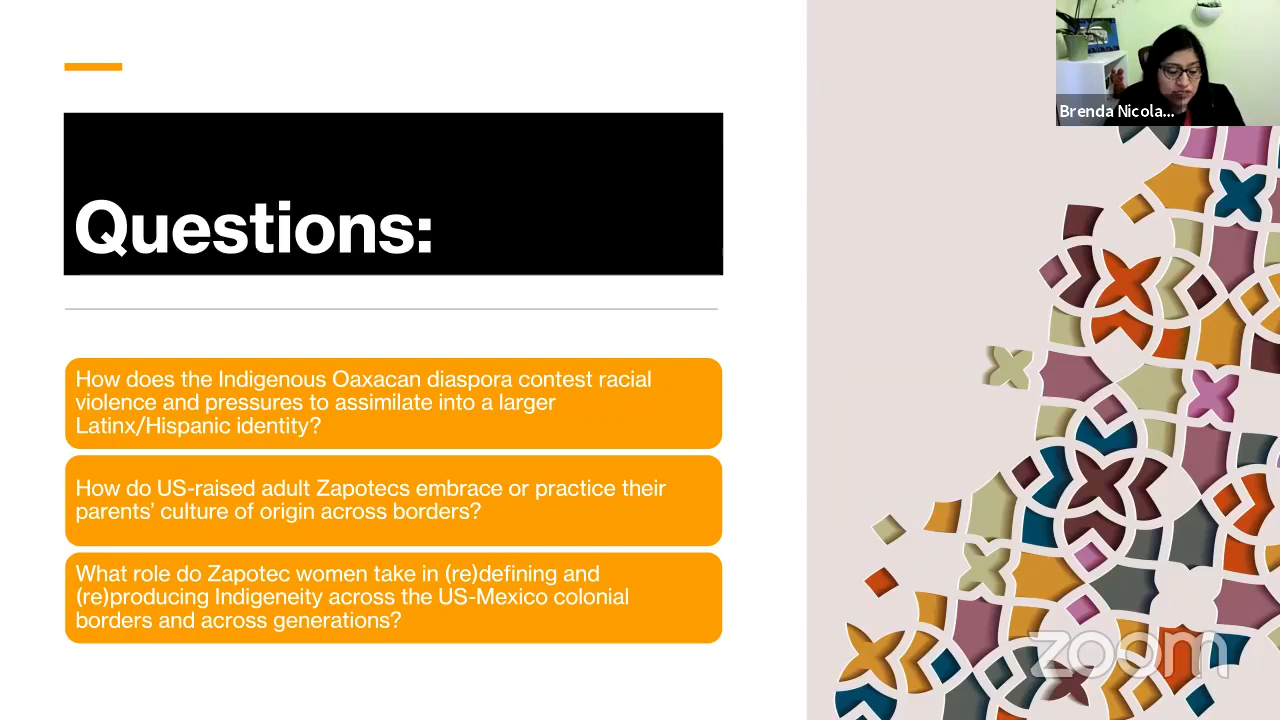 Brenda Nicola...
Questions:
How does the Indigenous Oaxacan diaspora contest racial
violence and pressures to assimilate into a larger
Latinx/Hispanic identity?
How do US-raised adult Zapotecs embrace or practice their
parents’ culture of origin across borders?
What role do Zapotec women take in (re)defining and
(re)producing Indigeneity across the US-Mexico colonial
borders and across generations?
zoom